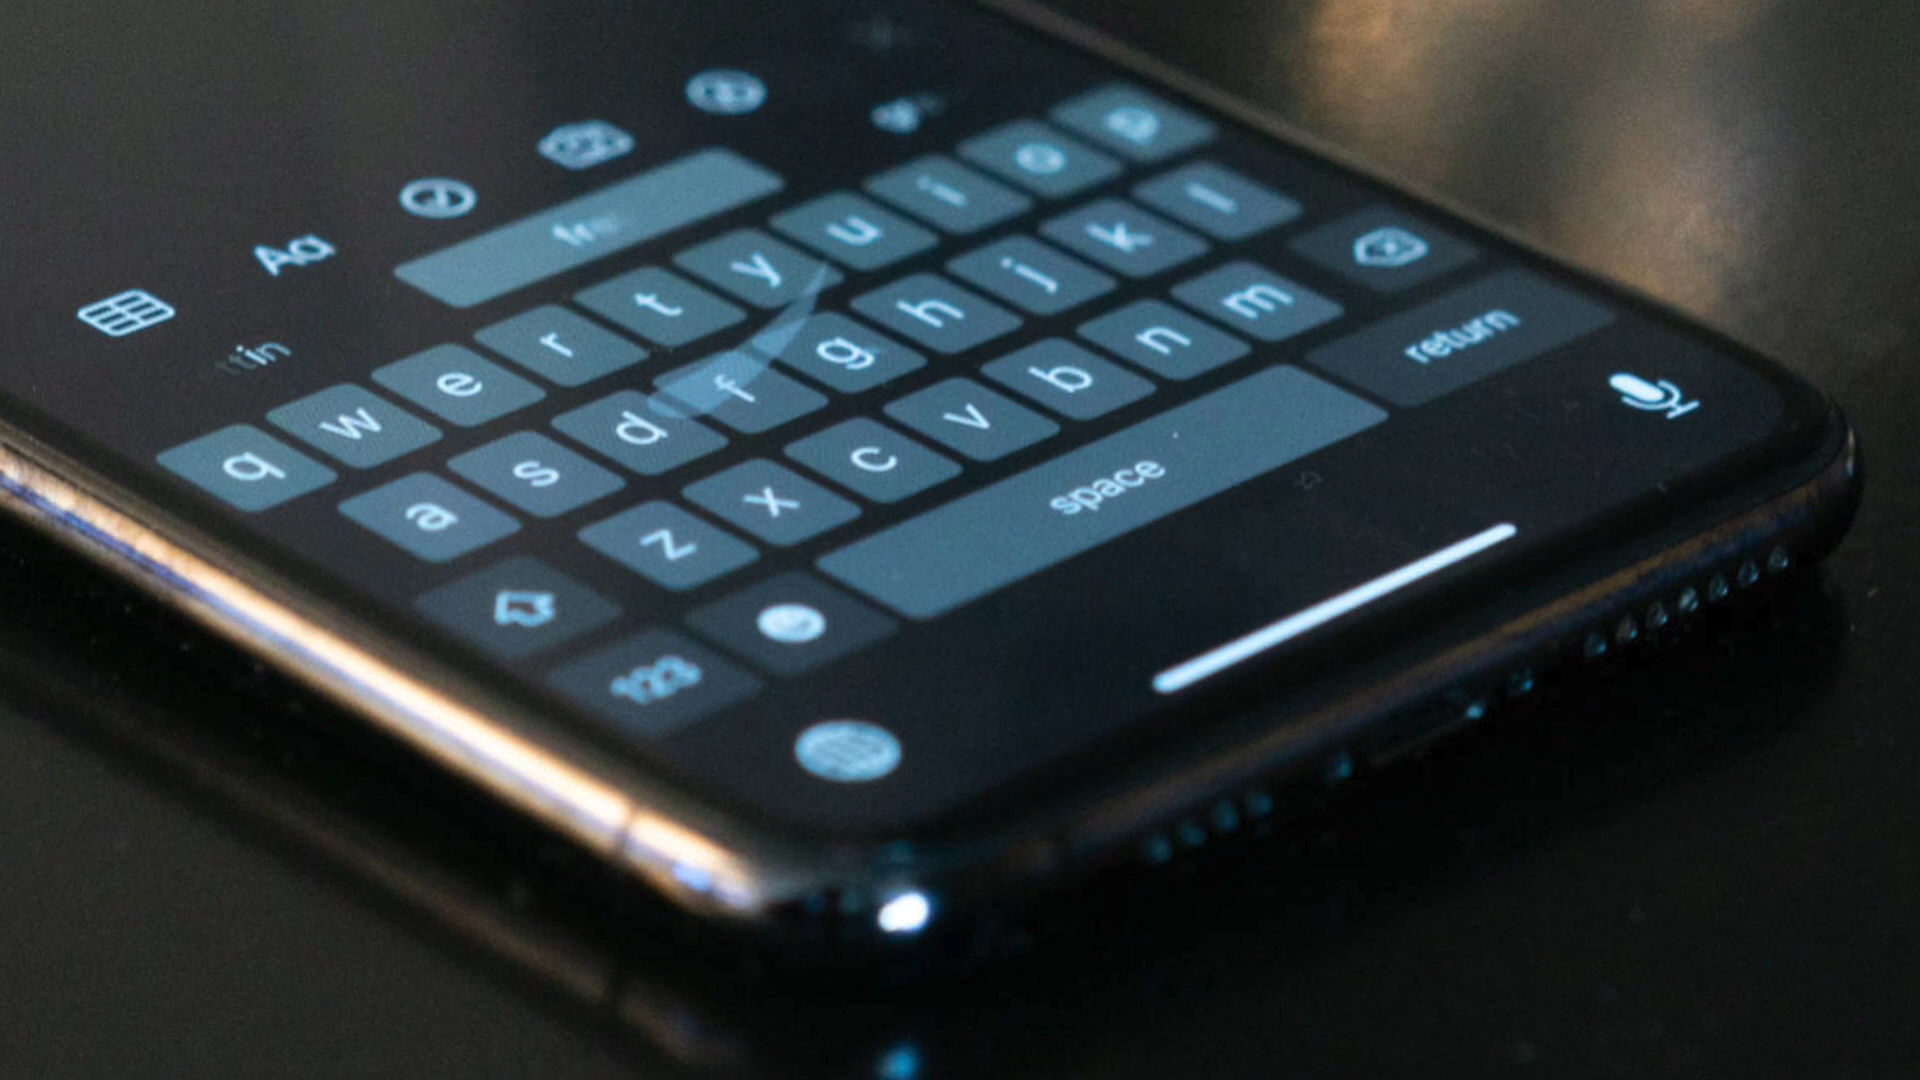 Aa
q w e r t y u i o p
a s d f g h j k l
z x c v b n m
123 space return